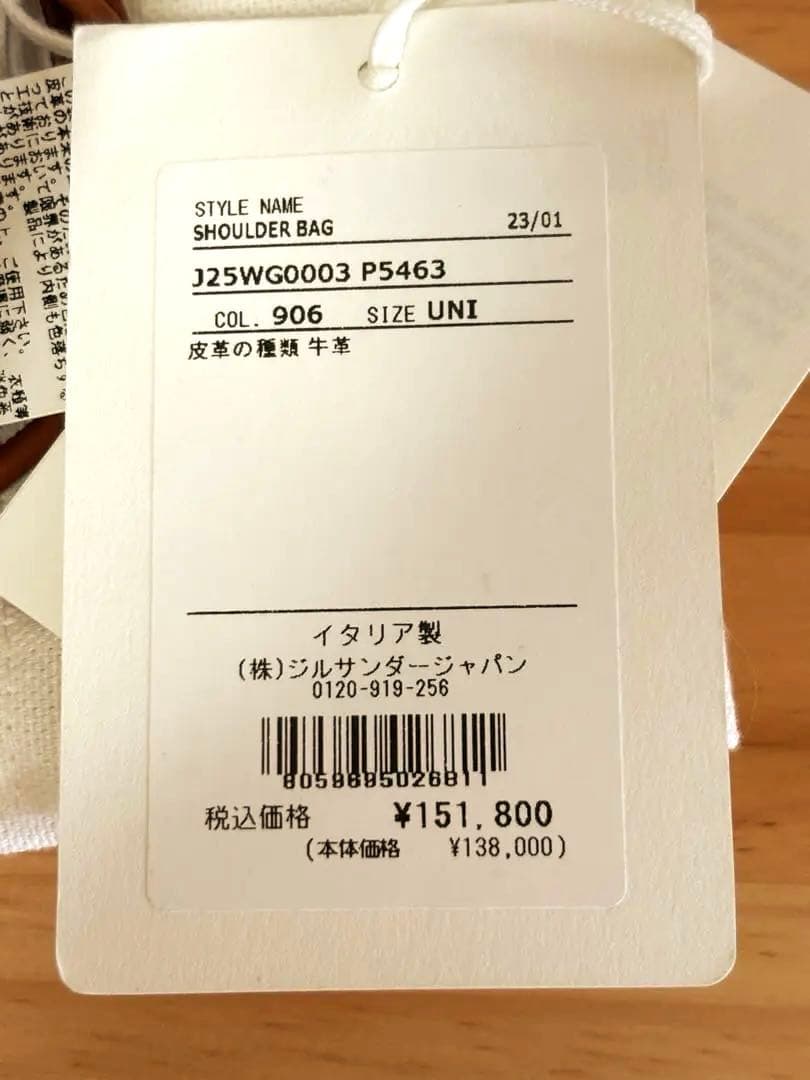 STYLE NAME
SHOULDER BAG 23/01
J25WG0003 P5463
COL. 906 SIZE UNI
皮革の種類 牛革
イタリア製
(株)ジルサンダージャパン
0120-919-256
8059695026811
税込価格 ¥151,800
(本体価格 ¥138,000)